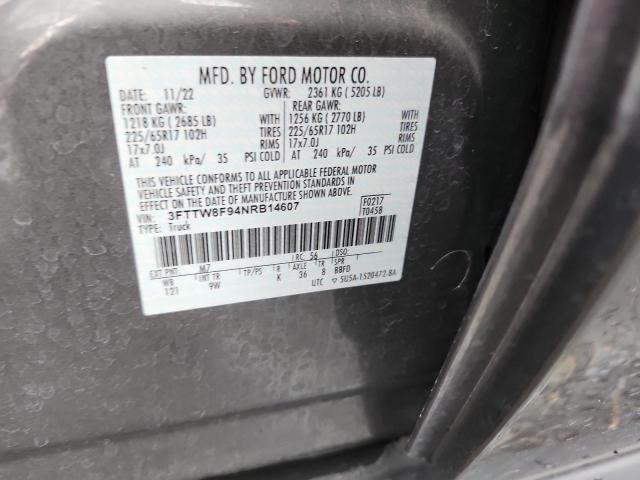 MFD. BY FORD MOTOR CO.
DATE: 11/22 GVWR: 2361 KG ( 5205 LB)
FRONT GAWR: REAR GAWR:
1218 KG ( 2685 LB) WITH 1256 KG ( 2770 LB)
225/65R17 102H TIRES 225/65R17 102H
17x7.0J RIMS 17x7.0J
AT 240 kPa/ 35 PSI COLD AT 240 kPa/ 35 PSI COLD
THIS VEHICLE CONFORMS TO ALL APPLICABLE FEDERAL MOTOR
VEHICLE SAFETY AND THEFT PREVENTION STANDARDS IN
EFFECT ON THE DATE OF MANUFACTURE SHOWN ABOVE.
VIN: 3FTTW8F94NRB14607 F0217
TYPE: Truck T0458
EXT PNT: M7 RC: 56 DSO:
WB INT TR TP/PS R AXLE TR SPR
121 9W K 36 8 BBFD
UTC ▽ 5U5A-1520472-BA